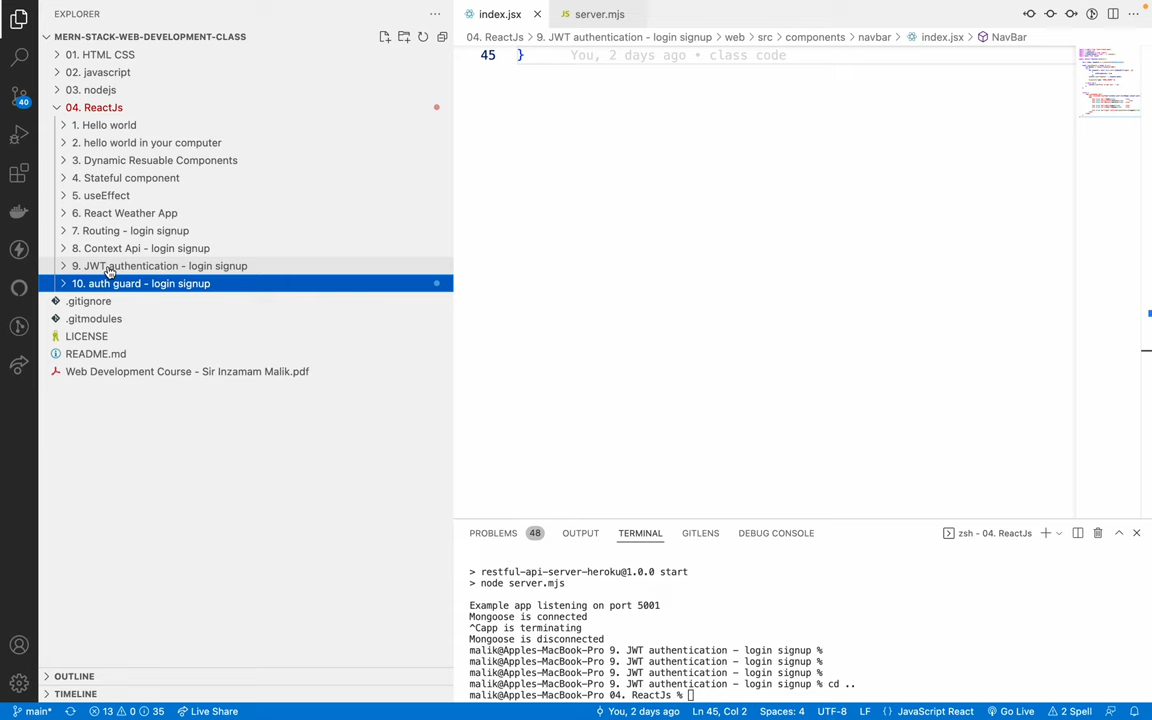 EXPLORER
MERN-STACK-WEB-DEVELOPMENT-CLASS
01. HTML CSS
02. javascript
03. nodejs
04. ReactJs
1. Hello world
2. hello world in your computer
3. Dynamic Resuable Components
4. Stateful component
5. useEffect
6. React Weather App
7. Routing - login signup
8. Context Api - login signup
9. JWT authentication - login signup
10. auth guard - login signup
.gitignore
.gitmodules
LICENSE
README.md
Web Development Course - Sir Inzamam Malik.pdf
OUTLINE
TIMELINE
40
index.jsx
JS server.mjs
04. ReactJs > 9. JWT authentication - login signup > web > src > components > navbar > index.jsx > NavBar
45 } You, 2 days ago • class code
PROBLEMS 48 OUTPUT TERMINAL GITLENS DEBUG CONSOLE
zsh - 04. ReactJs
> restful-api-server-heroku@1.0.0 start
> node server.mjs
Example app listening on port 5001
Mongoose is connected
^Capp is terminating
Mongoose is disconnected
malik@Apples-MacBook-Pro 9. JWT authentication - login signup %
malik@Apples-MacBook-Pro 9. JWT authentication - login signup %
malik@Apples-MacBook-Pro 9. JWT authentication - login signup %
malik@Apples-MacBook-Pro 9. JWT authentication - login signup % cd ..
malik@Apples-MacBook-Pro 04. ReactJs %
main* 13 0 35 Live Share You, 2 days ago Ln 45, Col 2 Spaces: 4 UTF-8 LF {} JavaScript React Go Live 2 Spell